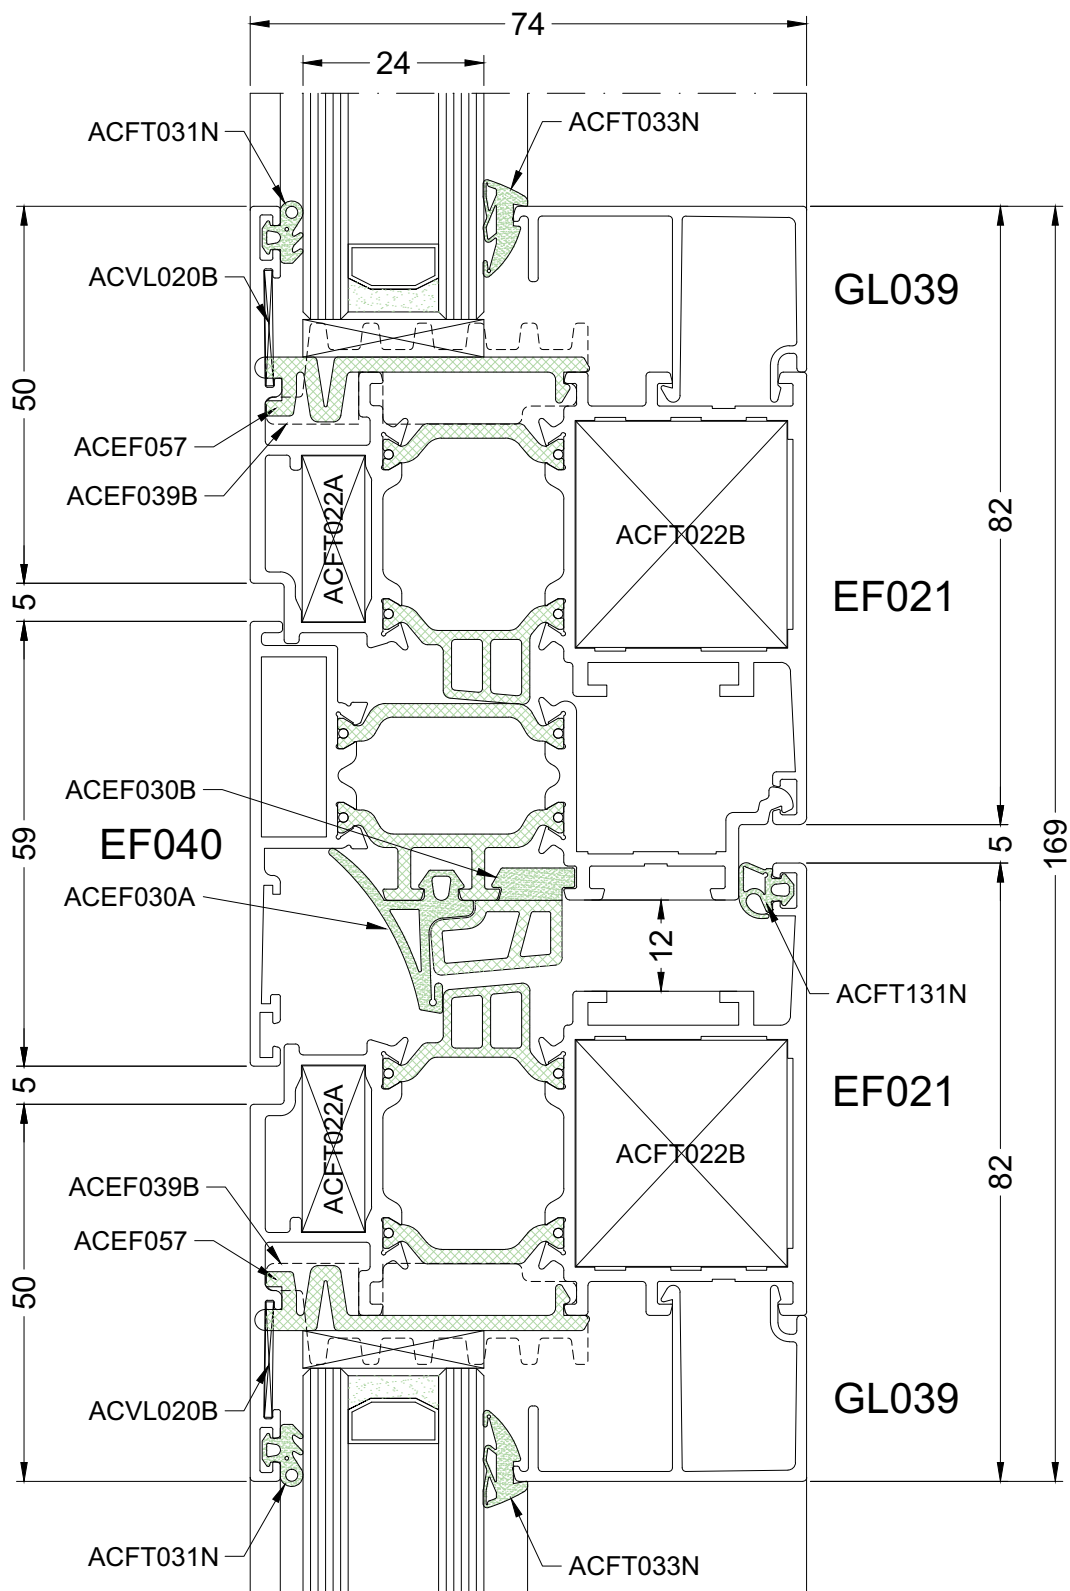 74
24
ACFT031N
ACFT033N
ACVL020B
GL039
50
ACEF057
ACEF039B
ACFT022A
ACFT022B
82
EF021
5
ACEF030B
59
EF040
5
169
ACEF030A
12
ACFT131N
5
EF021
ACFT022A
ACFT022B
82
ACEF039B
ACEF057
50
ACVL020B
GL039
ACFT031N
ACFT033N